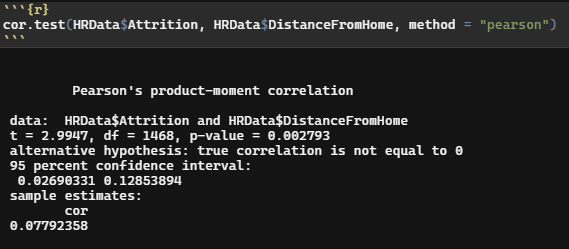 ```{r}
cor.test(HRData$Attrition, HRData$DistanceFromHome, method = "pearson")
```
Pearson's product-moment correlation
data:  HRData$Attrition and HRData$DistanceFromHome
t = 2.9947, df = 1468, p-value = 0.002793
alternative hypothesis: true correlation is not equal to 0
95 percent confidence interval:
0.02690331 0.12853894
sample estimates:
cor
0.07792358